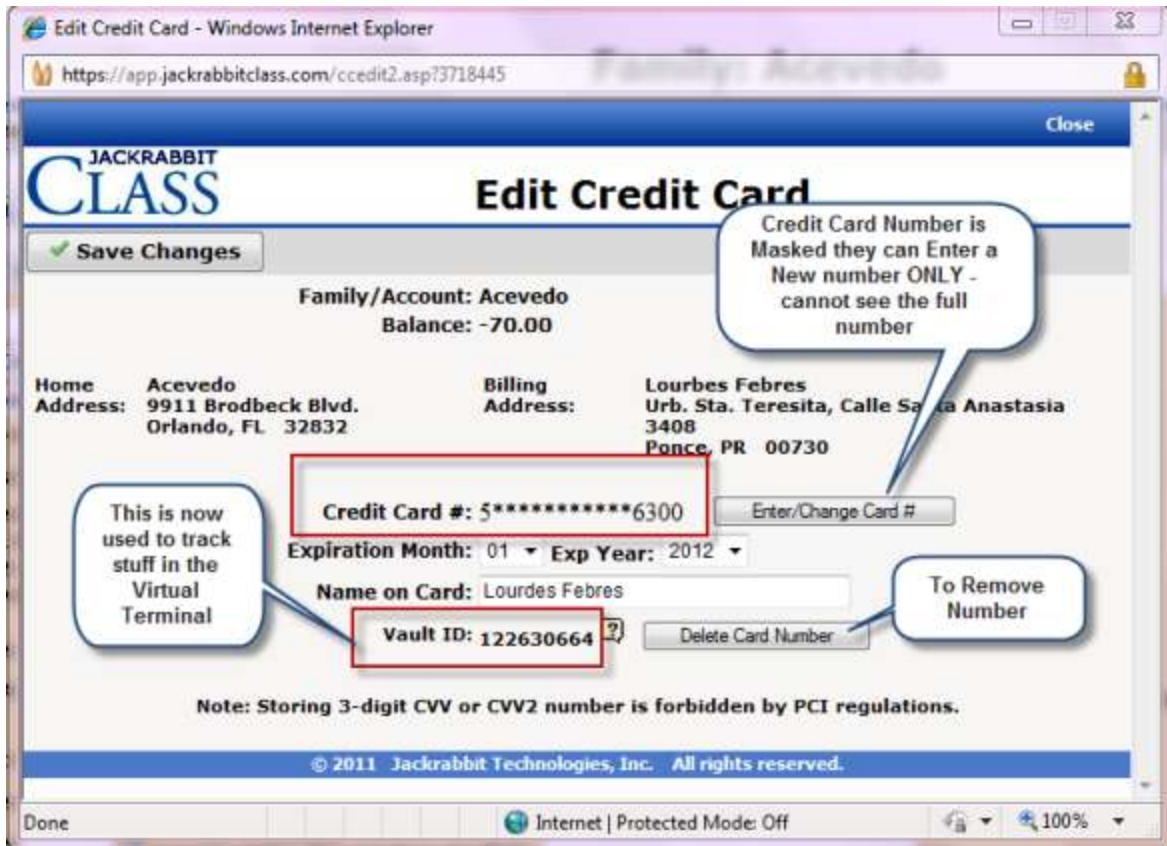 Edit Credit Card - Windows Internet Explorer
Family: Acevedo
https://app.jackrabbitclass.com/ccedit2.asp?3718445
Close
JACKRABBIT
CLASS
Edit Credit Card
Save Changes
Credit Card Number is
Masked they can Enter a
New number ONLY -
cannot see the full
number
Family/Account: Acevedo
Balance: -70.00
Home Address: Acevedo
9911 Brodbeck Blvd.
Orlando, FL 32832
Billing Address: Lourbes Febres
Urb. Sta. Teresita, Calle Santa Anastasia
3408
Ponce, PR 00730
This is now
used to track
stuff in the
Virtual
Terminal
Credit Card #: 5***********6300 Enter/Change Card #
Expiration Month: 01 Exp Year: 2012
Name on Card: Lourdes Febres
To Remove
Number
Vault ID: 122630664 ? Delete Card Number
Note: Storing 3-digit CVV or CVV2 number is forbidden by PCI regulations.
© 2011 Jackrabbit Technologies, Inc. All rights reserved.
Done Internet | Protected Mode: Off 100%